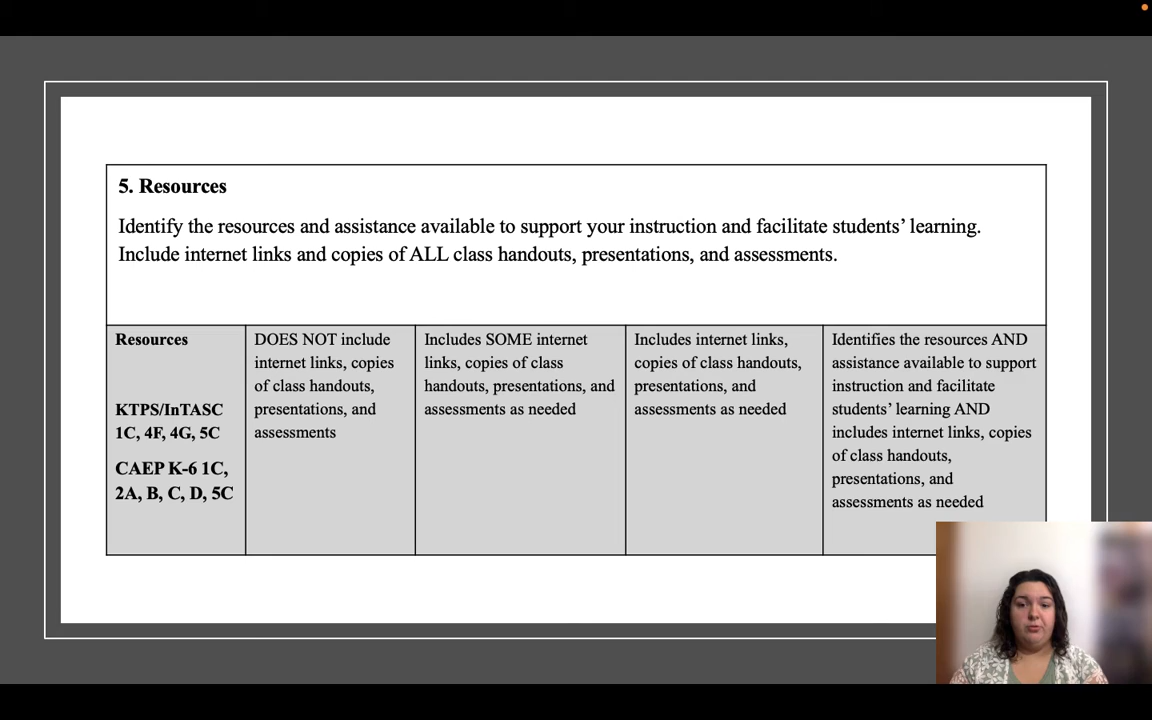 5. Resources
Identify the resources and assistance available to support your instruction and facilitate students’ learning.
Include internet links and copies of ALL class handouts, presentations, and assessments.
Resources
KTPS/InTASC
1C, 4F, 4G, 5C
CAEP K-6 1C,
2A, B, C, D, 5C
DOES NOT include
internet links, copies
of class handouts,
presentations, and
assessments
Includes SOME internet
links, copies of class
handouts, presentations, and
assessments as needed
Includes internet links,
copies of class handouts,
presentations, and
assessments as needed
Identifies the resources AND
assistance available to support
instruction and facilitate
students’ learning AND
includes internet links, copies
of class handouts,
presentations, and
assessments as needed